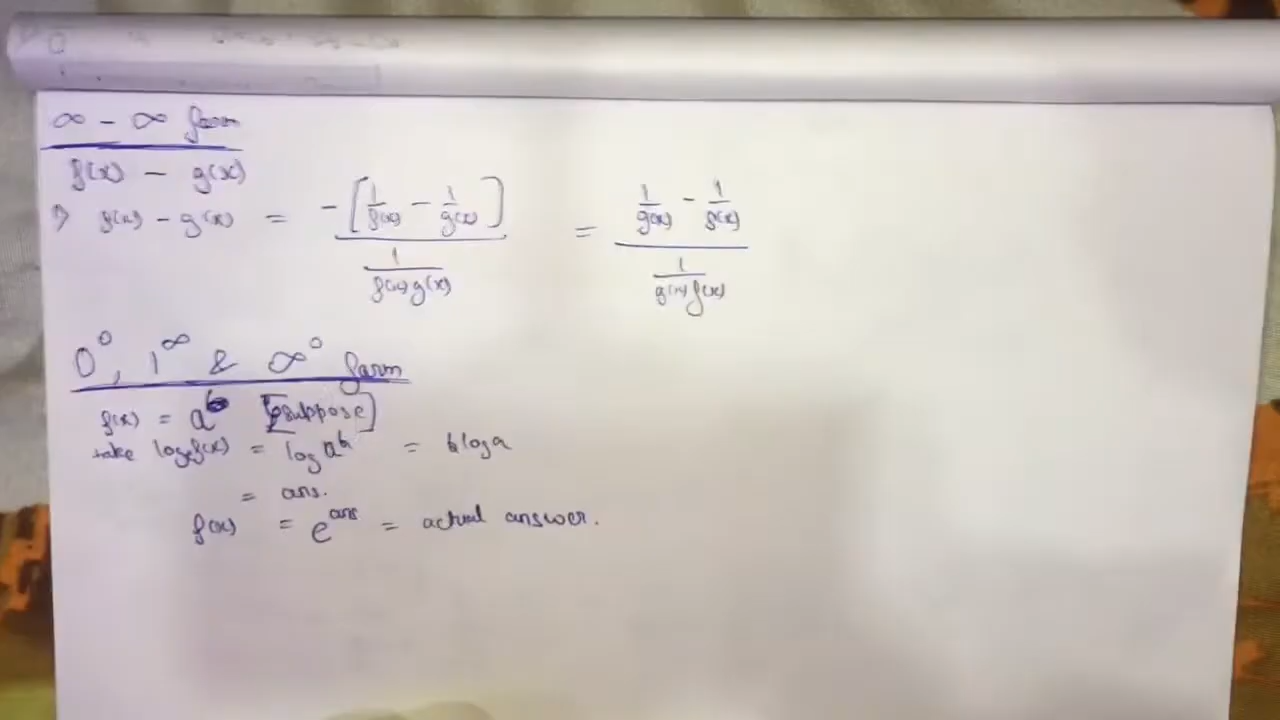 ∞ - ∞ form
f(x) - g(x)
⇒ f(x) - g(x) = -[1/f(x) - 1/g(x)] / (1/(f(x) g(x))) = (1/g(x) - 1/f(x)) / (1/(g(x) f(x)))
0⁰, 1^∞ & ∞⁰ form
f(x) = a^b [suppose]
take logₑf(x) = log a^b = b log a
= ans.
f(x) = e^ans = actual answer.